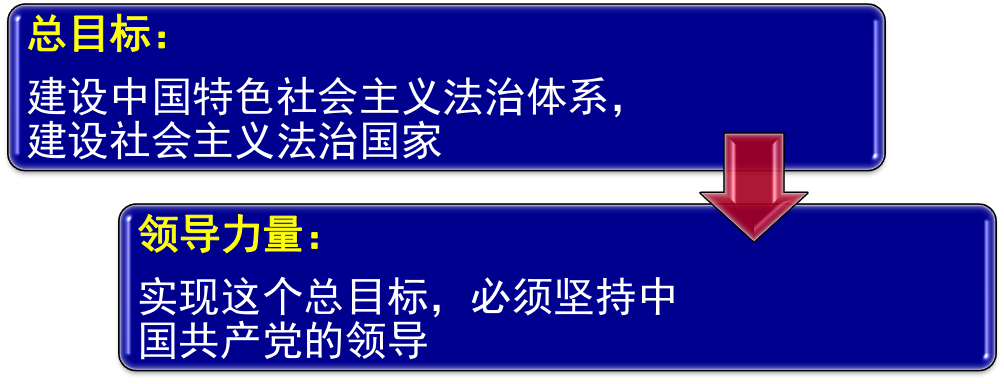 总目标：
建设中国特色社会主义法治体系，
建设社会主义法治国家
领导力量：
实现这个总目标，必须坚持中
国共产党的领导